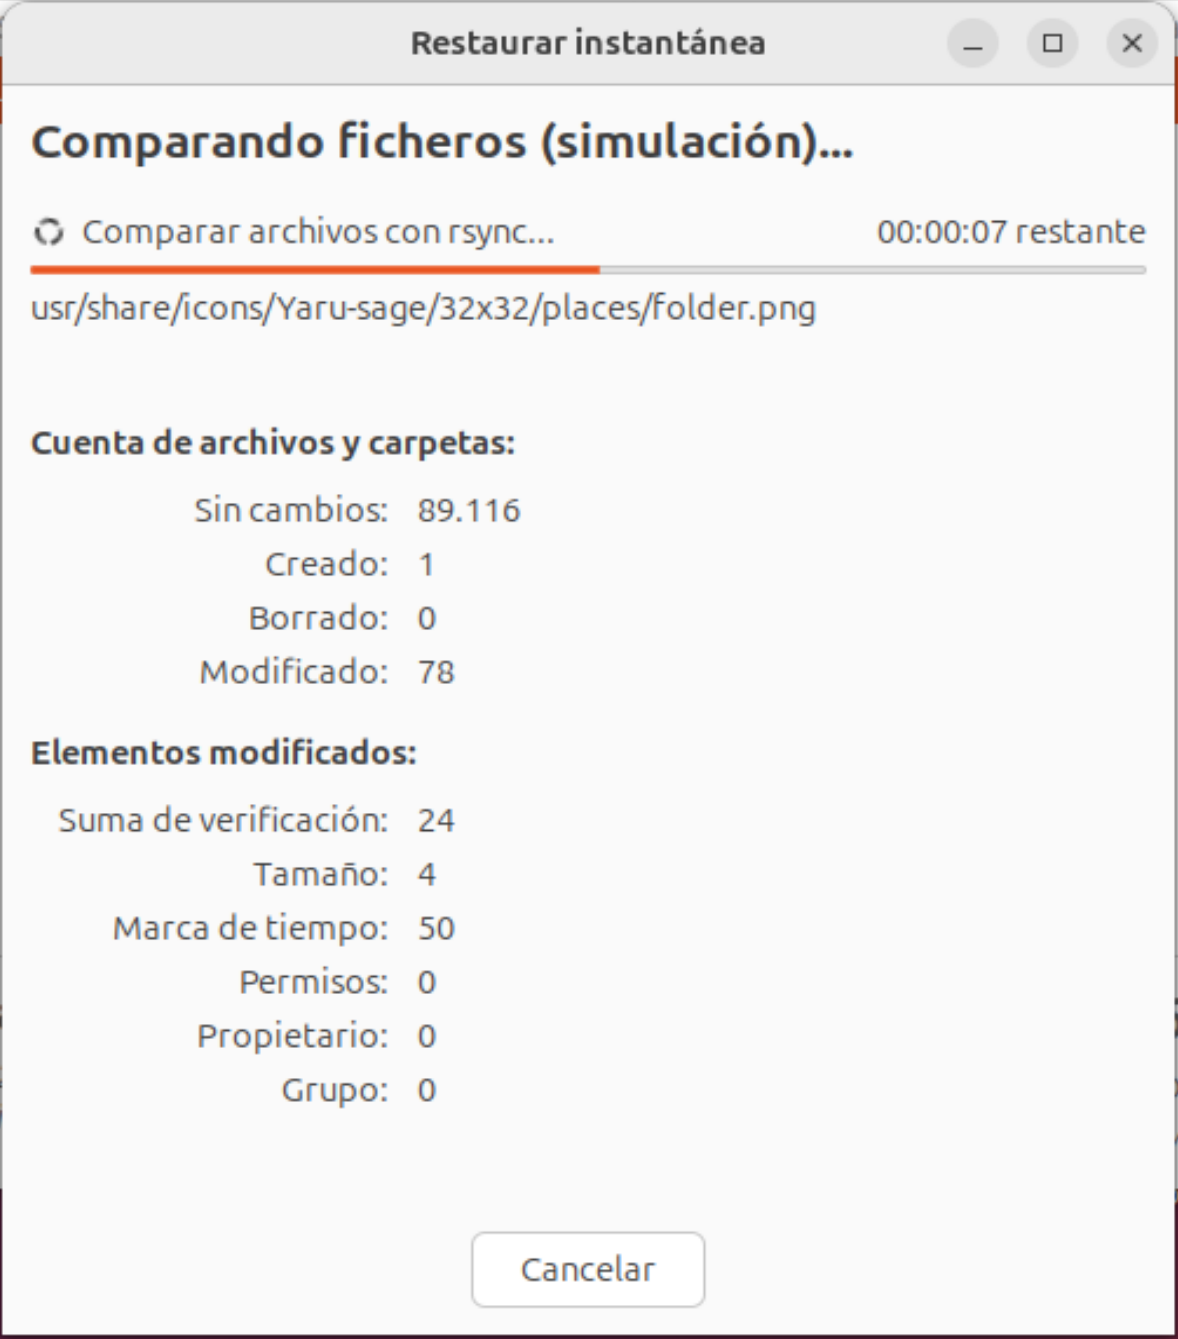 Restaurar instantánea
Comparando ficheros (simulación)...
Comparar archivos con rsync... 00:00:07 restante
usr/share/icons/Yaru-sage/32x32/places/folder.png
Cuenta de archivos y carpetas:
Sin cambios: 89.116
Creado: 1
Borrado: 0
Modificado: 78
Elementos modificados:
Suma de verificación: 24
Tamaño: 4
Marca de tiempo: 50
Permisos: 0
Propietario: 0
Grupo: 0
Cancelar